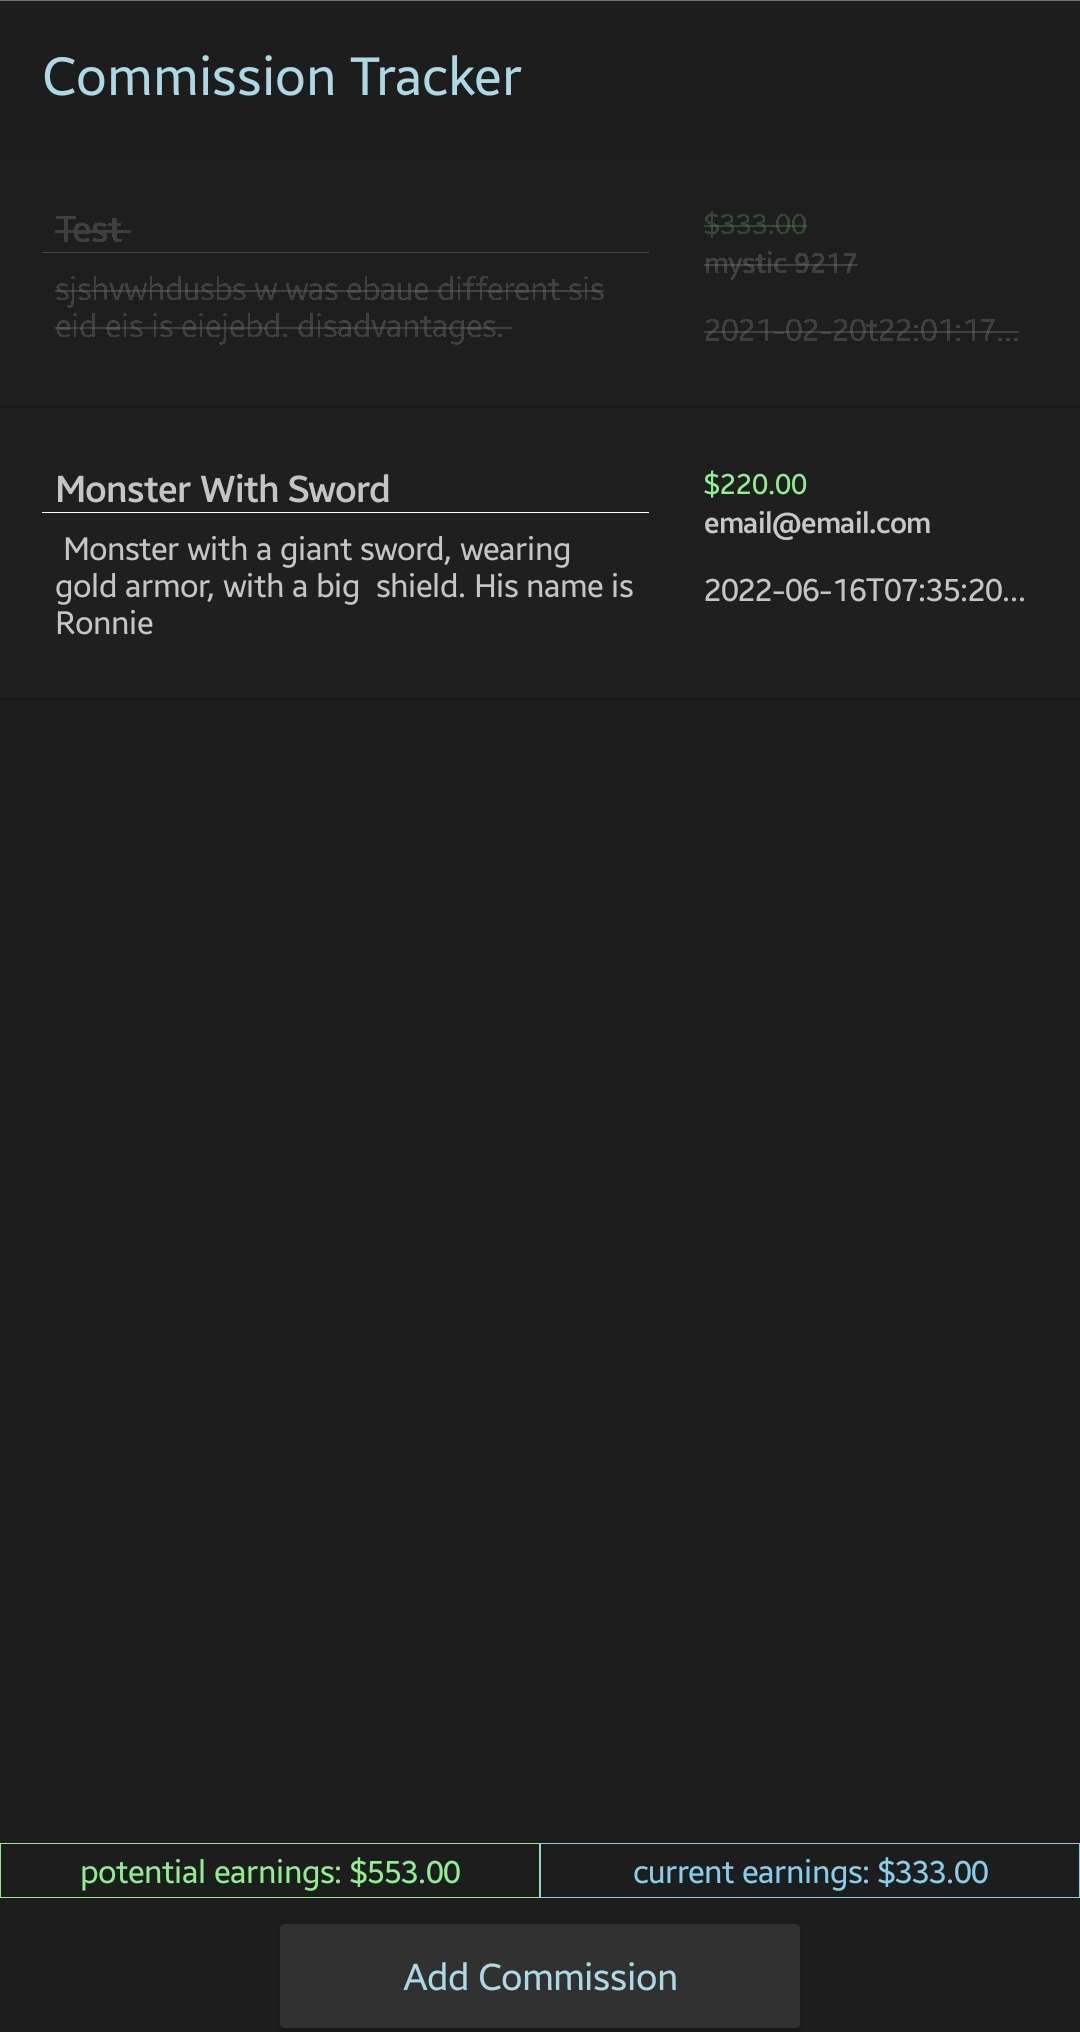 Commission Tracker
Test
$333.00
mystic 9217
sjshvwhdusbs w was ebaue different sis
eid eis is eiejebd. disadvantages.
2021-02-20t22:01:17...
Monster With Sword
$220.00
email@email.com
Monster with a giant sword, wearing
gold armor, with a big  shield. His name is
Ronnie
2022-06-16T07:35:20...
potential earnings: $553.00
current earnings: $333.00
Add Commission